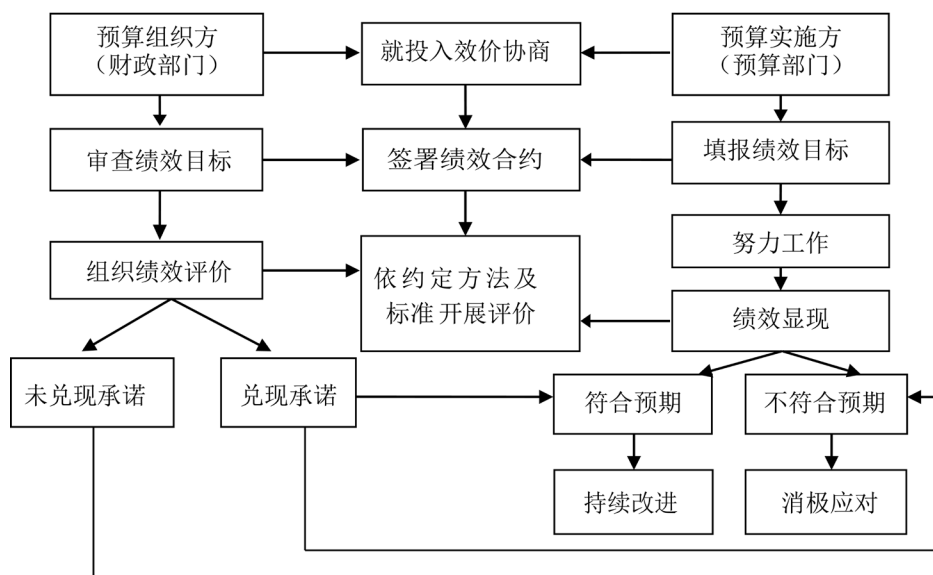 预算组织方
（财政部门）
就投入效价协商
预算实施方
（预算部门）
审查绩效目标
签署绩效合约
填报绩效目标
努力工作
组织绩效评价
依约定方法及
标准开展评价
绩效显现
未兑现承诺
兑现承诺
符合预期
不符合预期
持续改进
消极应对